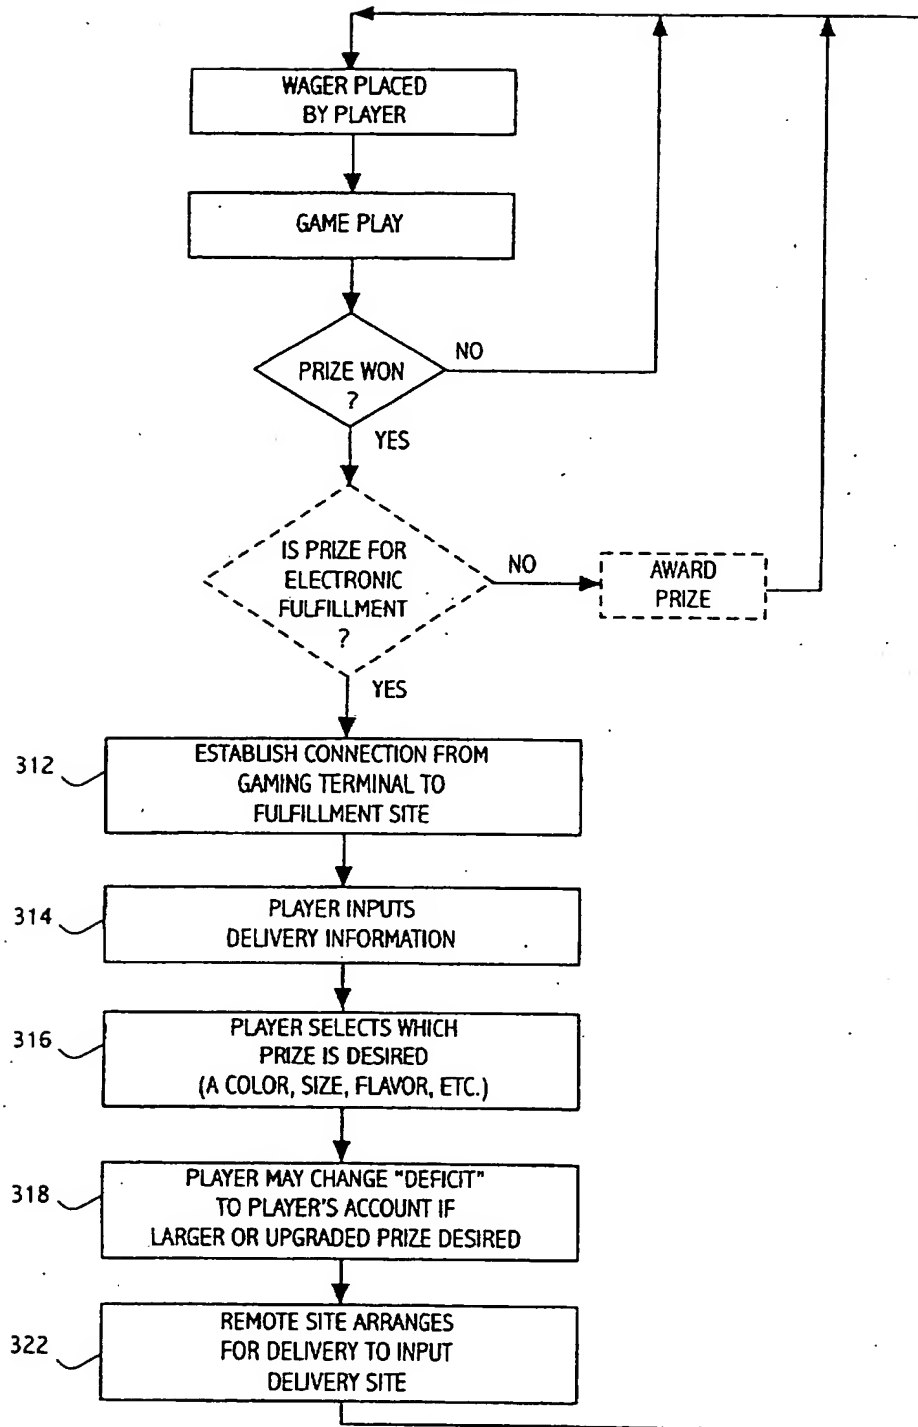 WAGER PLACED
BY PLAYER
GAME PLAY
PRIZE WON
?
NO
YES
IS PRIZE FOR
ELECTRONIC
FULFILLMENT
?
NO
AWARD
PRIZE
YES
312
ESTABLISH CONNECTION FROM
GAMING TERMINAL TO
FULFILLMENT SITE
314
PLAYER INPUTS
DELIVERY INFORMATION
316
PLAYER SELECTS WHICH
PRIZE IS DESIRED
(A COLOR, SIZE, FLAVOR, ETC.)
318
PLAYER MAY CHANGE "DEFICIT"
TO PLAYER'S ACCOUNT IF
LARGER OR UPGRADED PRIZE DESIRED
322
REMOTE SITE ARRANGES
FOR DELIVERY TO INPUT
DELIVERY SITE